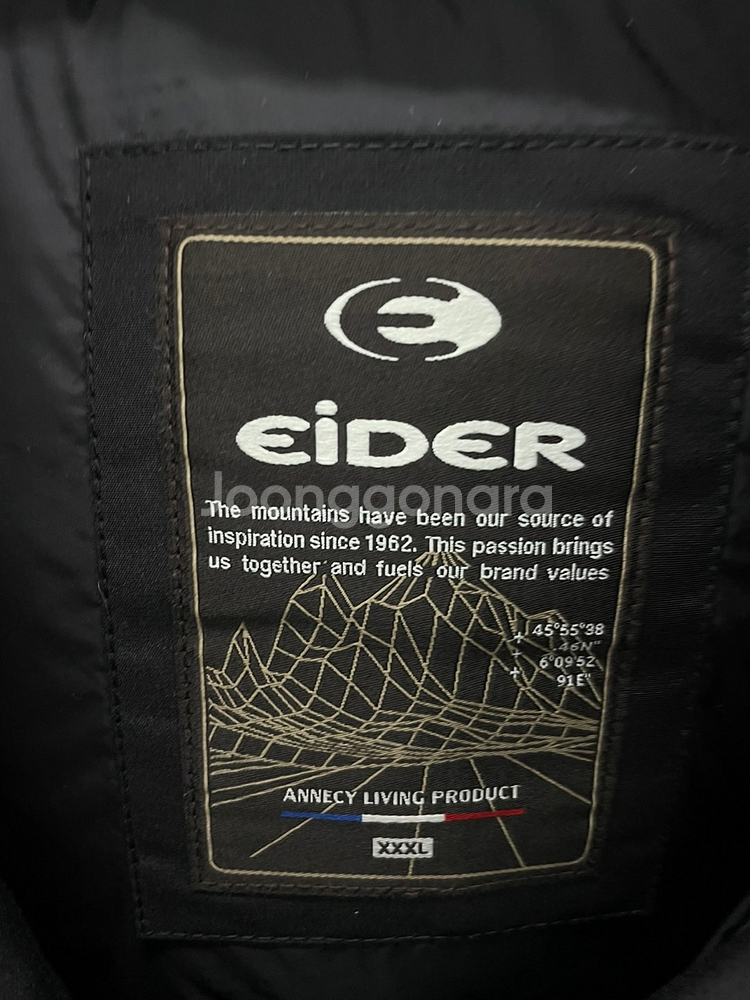 EiDER
Joonggonara
The mountains have been our source of
inspiration since 1962. This passion brings
us together and fuels our brand values
45°55'38
.46N"
6°09'52
91E"
ANNECY LIVING PRODUCT
XXXL